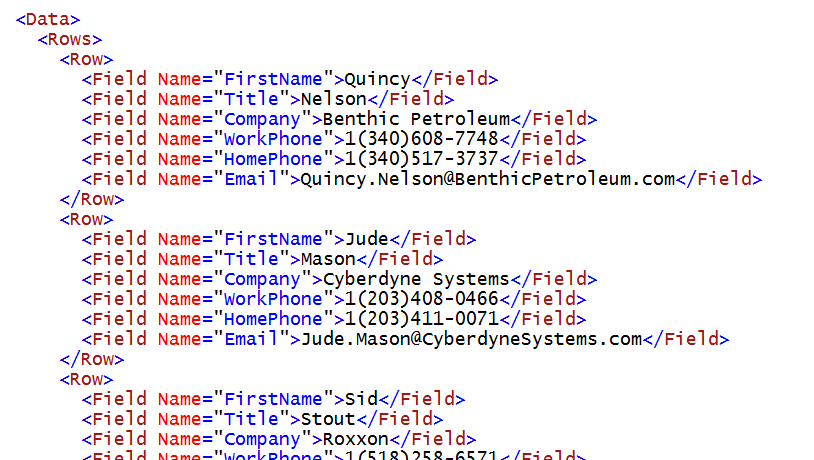 <Data>
<Rows>
<Row>
<Field Name="FirstName">Quincy</Field>
<Field Name="Title">Nelson</Field>
<Field Name="Company">Benthic Petroleum</Field>
<Field Name="WorkPhone">1(340)608-7748</Field>
<Field Name="HomePhone">1(340)517-3737</Field>
<Field Name="Email">Quincy.Nelson@BenthicPetroleum.com</Field>
</Row>
<Row>
<Field Name="FirstName">Jude</Field>
<Field Name="Title">Mason</Field>
<Field Name="Company">Cyberdyne Systems</Field>
<Field Name="WorkPhone">1(203)408-0466</Field>
<Field Name="HomePhone">1(203)411-0071</Field>
<Field Name="Email">Jude.Mason@CyberdyneSystems.com</Field>
</Row>
<Row>
<Field Name="FirstName">Sid</Field>
<Field Name="Title">Stout</Field>
<Field Name="Company">Roxxon</Field>
<Field Name="WorkPhone">1(518)258-6571</Field>